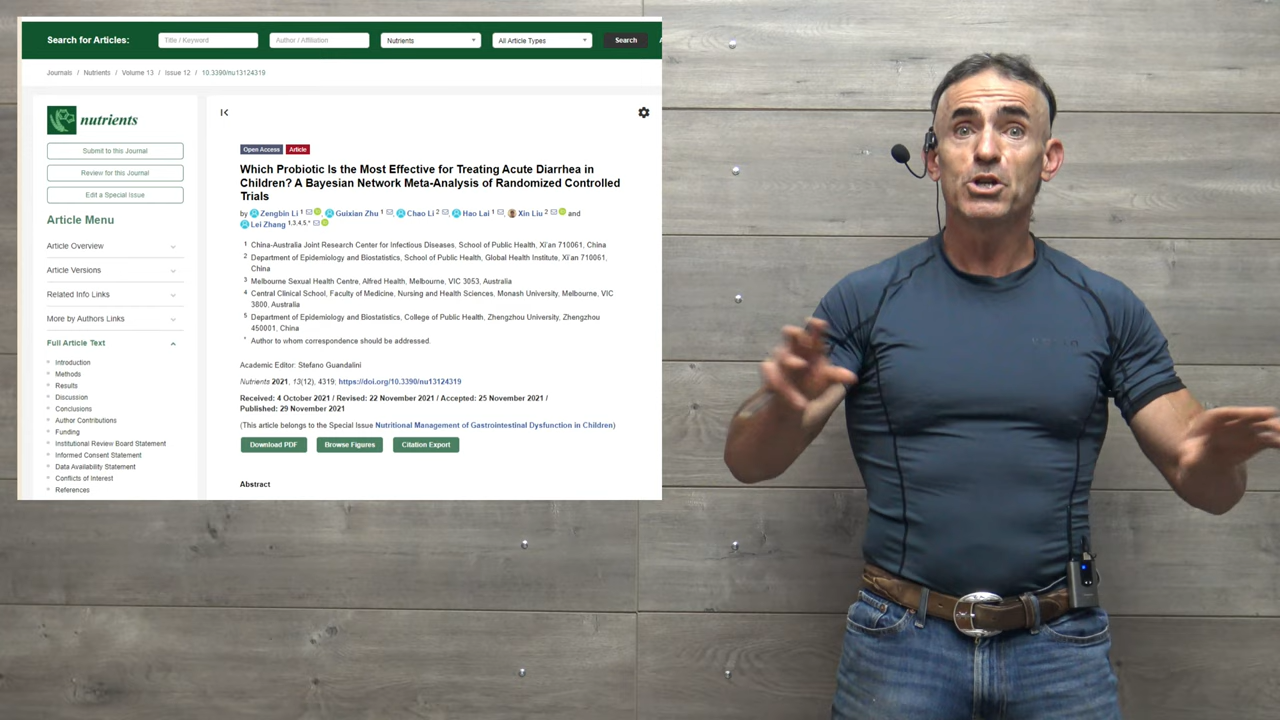 Search for Articles:
Title / Keyword
Author / Affiliation
Nutrients
All Article Types
Search
Journals / Nutrients / Volume 13 / Issue 12 / 10.3390/nu13124319
nutrients
Submit to this Journal
Review for this Journal
Edit a Special Issue
Article Menu
Article Overview
Article Versions
Related Info Links
More by Authors Links
Full Article Text
Introduction
Methods
Results
Discussion
Conclusions
Author Contributions
Funding
Institutional Review Board Statement
Informed Consent Statement
Data Availability Statement
Conflicts of Interest
References
Open Access Article
Which Probiotic Is the Most Effective for Treating Acute Diarrhea in
Children? A Bayesian Network Meta-Analysis of Randomized Controlled
Trials
by Zengbin Li 1, Guixian Zhu 1, Chao Li 2, Hao Lai 1, Xin Liu 2 and
Lei Zhang 1,3,4,5,*
1 China-Australia Joint Research Center for Infectious Diseases, School of Public Health, Xi'an 710061, China
2 Department of Epidemiology and Biostatistics, School of Public Health, Global Health Institute, Xi'an 710061,
China
3 Melbourne Sexual Health Centre, Alfred Health, Melbourne, VIC 3053, Australia
4 Central Clinical School, Faculty of Medicine, Nursing and Health Sciences, Monash University, Melbourne, VIC
3800, Australia
5 Department of Epidemiology and Biostatistics, College of Public Health, Zhengzhou University, Zhengzhou
450001, China
* Author to whom correspondence should be addressed.
Academic Editor: Stefano Guandalini
Nutrients 2021, 13(12), 4319; https://doi.org/10.3390/nu13124319
Received: 4 October 2021 / Revised: 22 November 2021 / Accepted: 25 November 2021 /
Published: 29 November 2021
(This article belongs to the Special Issue Nutritional Management of Gastrointestinal Dysfunction in Children)
Download PDF
Browse Figures
Citation Export
Abstract